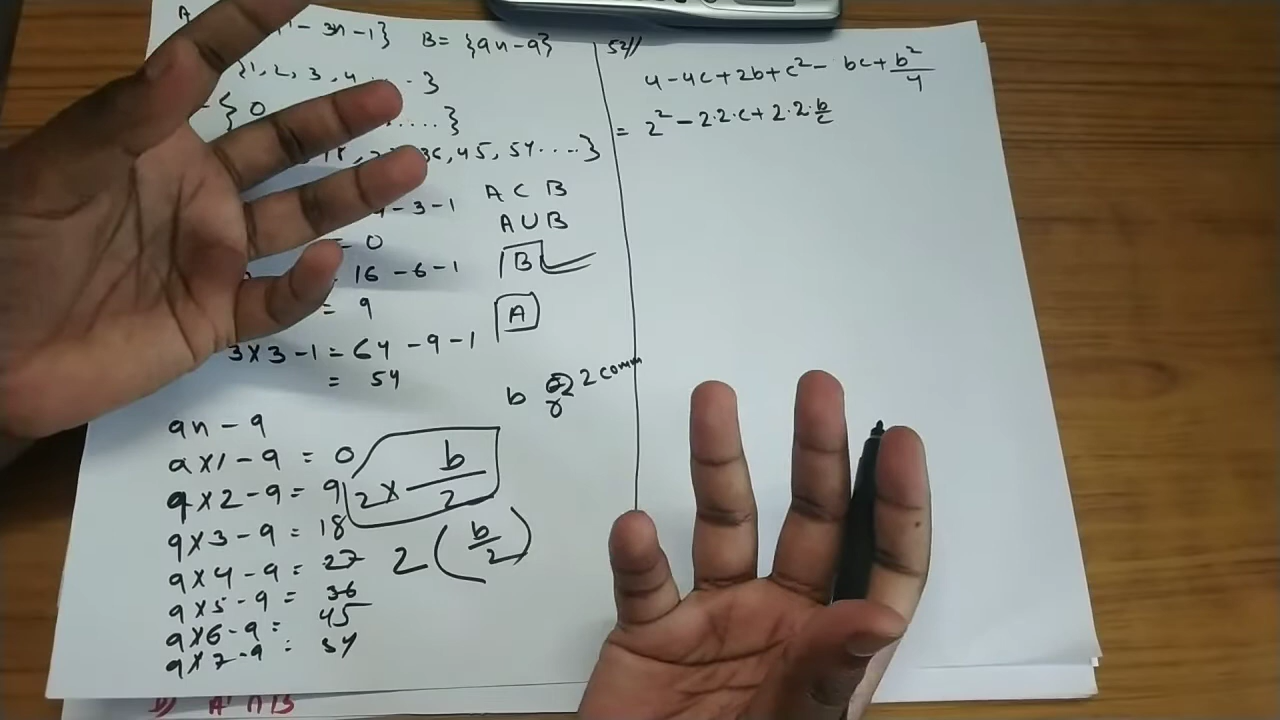 A
- 3n - 1} B = {9n - 9}
{1, 2, 3, 4 .... }
= { 0 ..... }
18, 27, 36, 45, 54 ..... }
4 - 3 - 1
= 0
= 16 - 6 - 1
= 9
3 × 3 - 1 = 64 - 9 - 1
= 54
A ⊂ B
A ∪ B
B
A
b 2 comm
9n - 9
9 × 1 - 9 = 0
9 × 2 - 9 = 9
9 × 3 - 9 = 18
9 × 4 - 9 = 27
9 × 5 - 9 = 36
9 × 6 - 9 = 45
9 × 7 - 9 = 54
2 × b/2
2 (b/2)
A' ∩ B
52//
4 - 4c + 2b + c² - bc + b²/4
= 2² - 2·2·c + 2·2·b/c